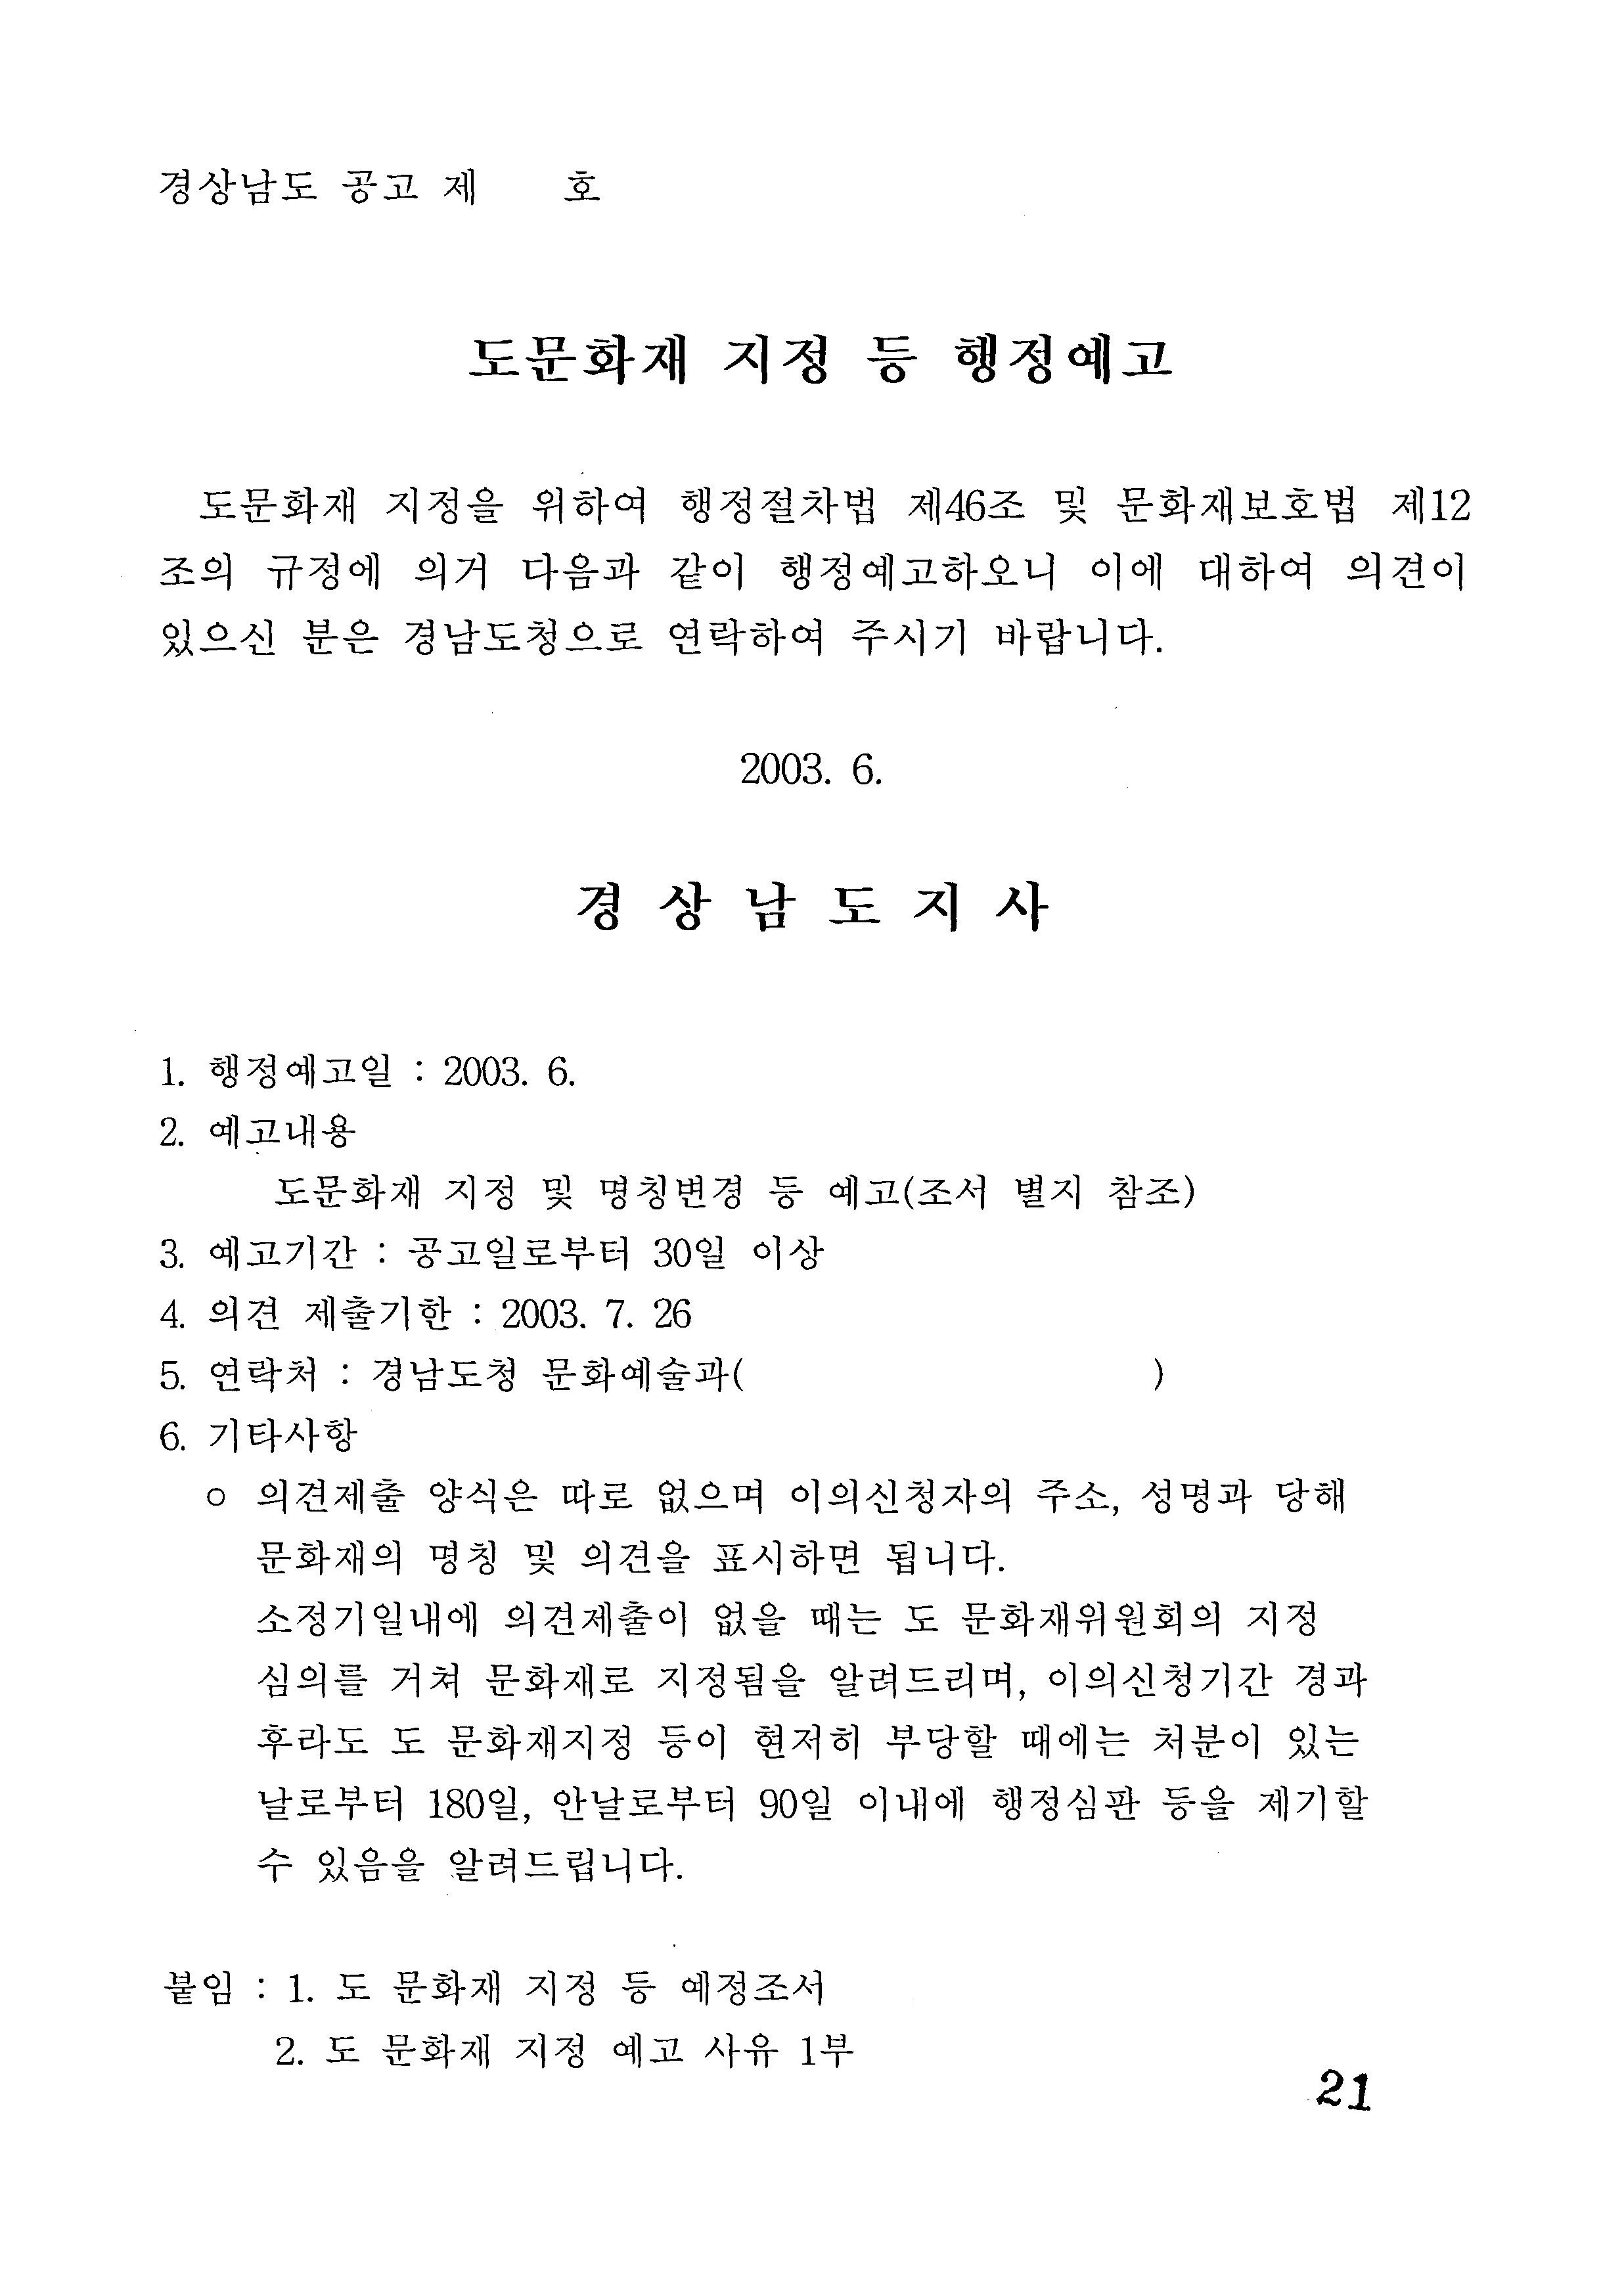 경상남도 공고 제 호
도문화재 지정 등 행정예고
도문화재 지정을 위하여 행정절차법 제46조 및 문화재보호법 제12
조의 규정에 의거 다음과 같이 행정예고하오니 이에 대하여 의견이
있으신 분은 경남도청으로 연락하여 주시기 바랍니다.
2003. 6.
경 상 남 도 지 사
1. 행정예고일 : 2003. 6.
2. 예고내용
도문화재 지정 및 명칭변경 등 예고(조서 별지 참조)
3. 예고기간 : 공고일로부터 30일 이상
4. 의견 제출기한 : 2003. 7. 26
5. 연락처 : 경남도청 문화예술과( )
6. 기타사항
o 의견제출 양식은 따로 없으며 이의신청자의 주소, 성명과 당해
문화재의 명칭 및 의견을 표시하면 됩니다.
소정기일내에 의견제출이 없을 때는 도 문화재위원회의 지정
심의를 거쳐 문화재로 지정됨을 알려드리며, 이의신청기간 경과
후라도 도 문화재지정 등이 현저히 부당할 때에는 처분이 있는
날로부터 180일, 안날로부터 90일 이내에 행정심판 등을 제기할
수 있음을 알려드립니다.
붙임 : 1. 도 문화재 지정 등 예정조서
2. 도 문화재 지정 예고 사유 1부
21